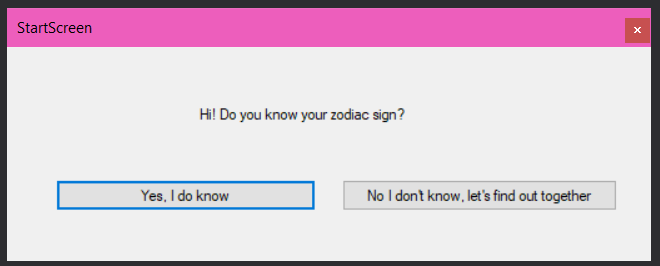 StartScreen
Hi! Do you know your zodiac sign?
Yes, I do know
No I don't know, let's find out together